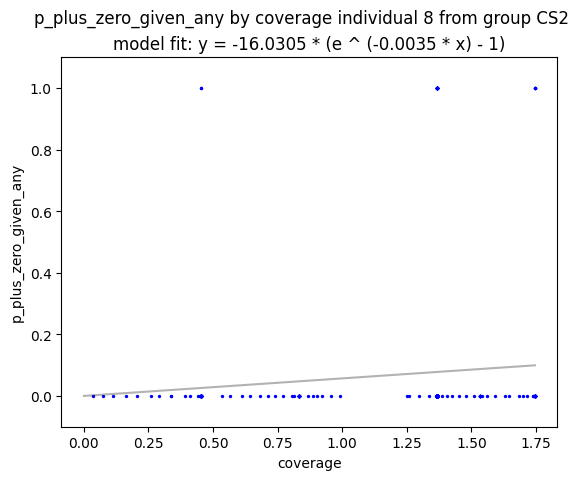 p_plus_zero_given_any by coverage individual 8 from group CS2
model fit: y = -16.0305 * (e ^ (-0.0035 * x) - 1)
1.0
0.8
0.6
0.4
0.2
0.0
p_plus_zero_given_any
0.00 0.25 0.50 0.75 1.00 1.25 1.50 1.75
coverage